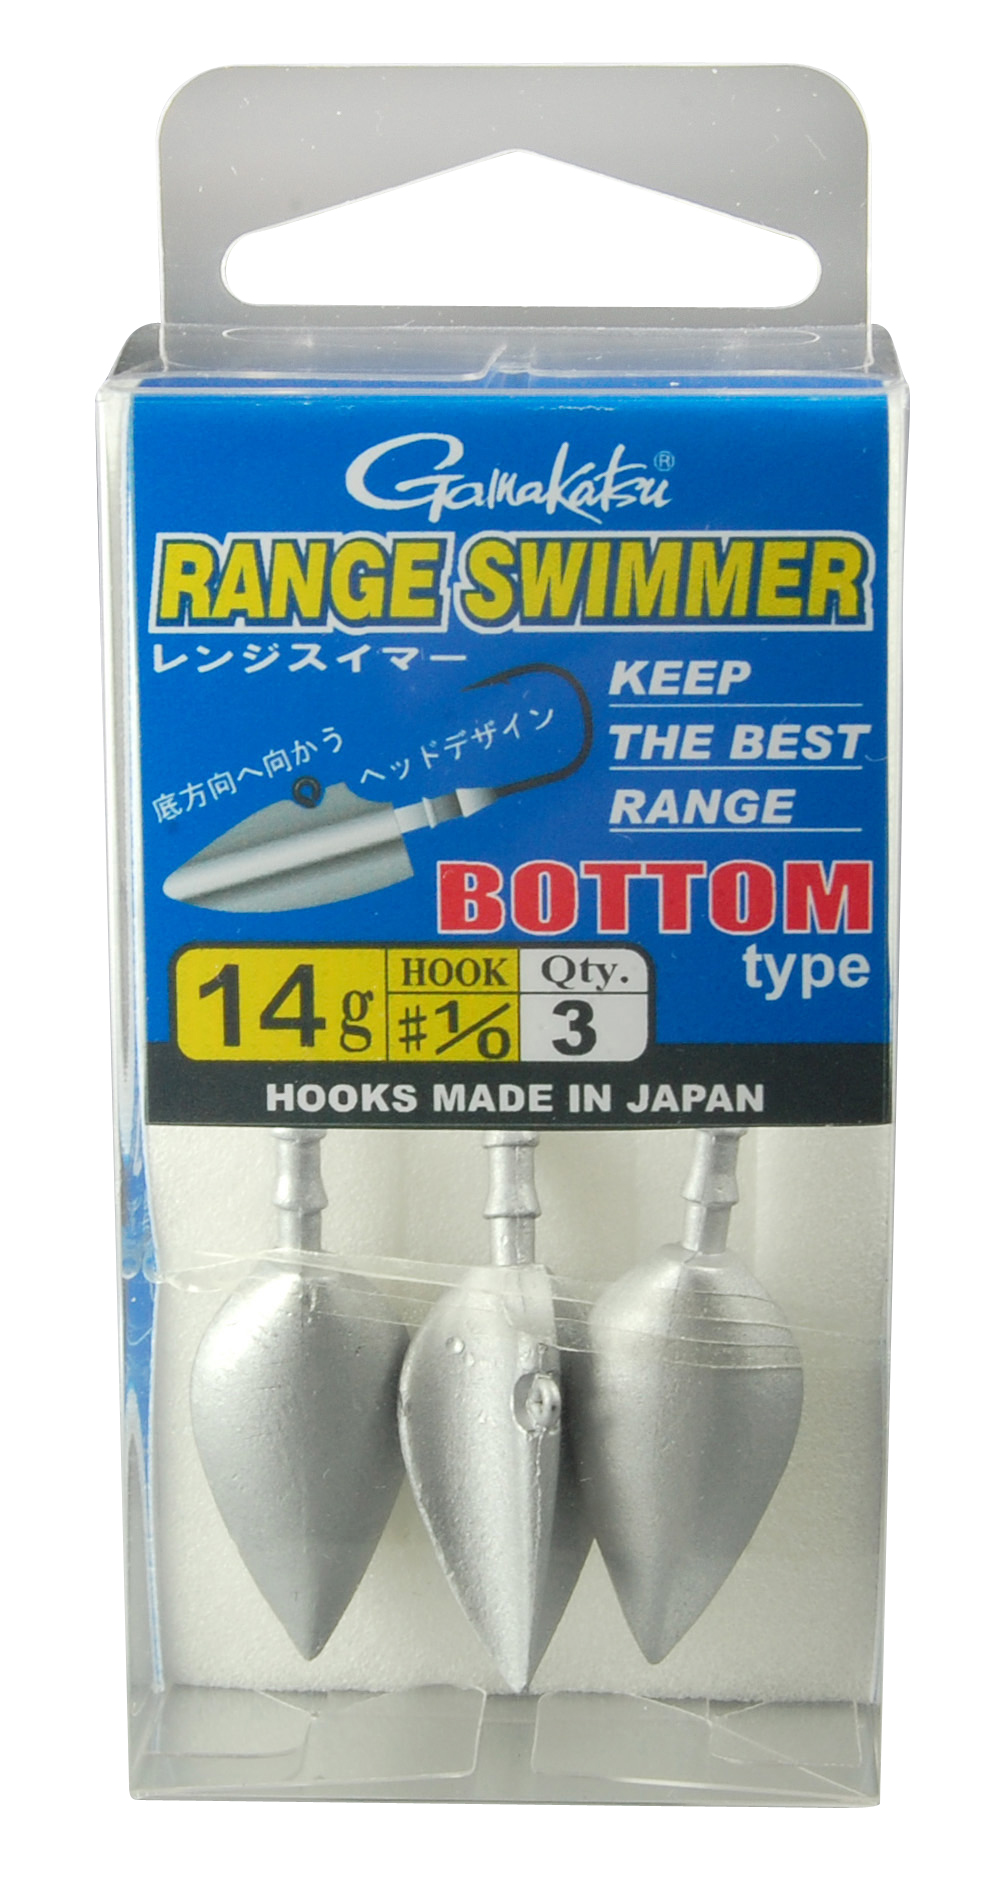 Gamakatsu®
RANGE SWIMMER
レンジスイマー
KEEP
THE BEST
RANGE
底方向へ向かう
ヘッドデザイン
BOTTOM
type
14g
HOOK
#1/0
Qty.
3
HOOKS MADE IN JAPAN